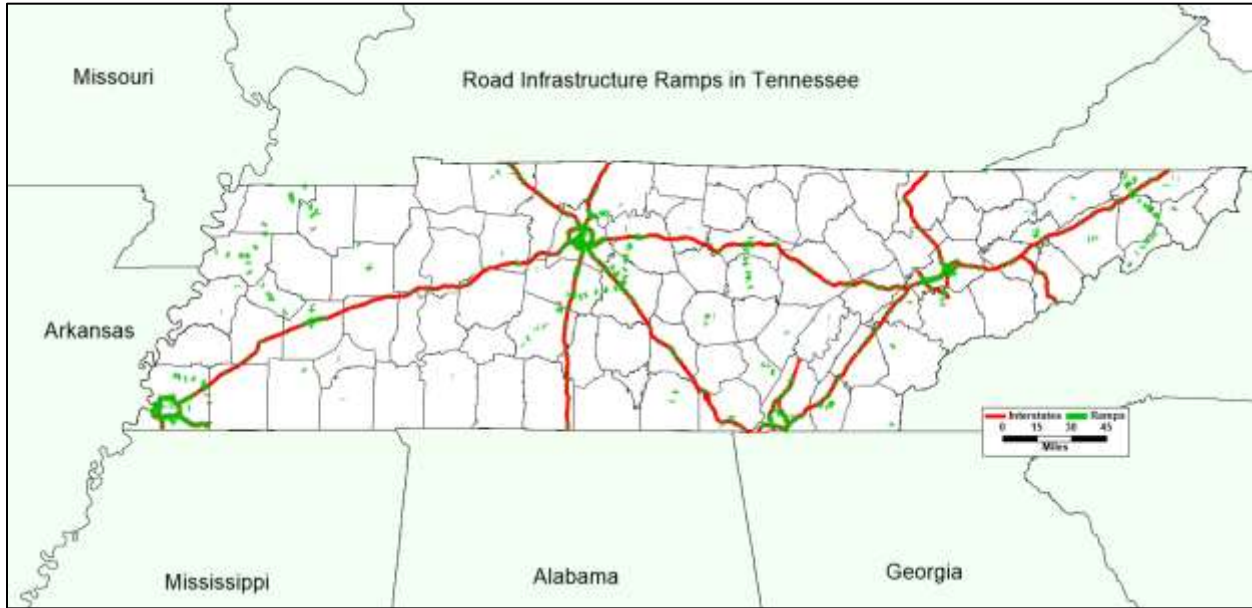 Missouri
Road Infrastructure Ramps in Tennessee
Arkansas
Interstates Ramps
0 15 30 45
Miles
Mississippi
Alabama
Georgia